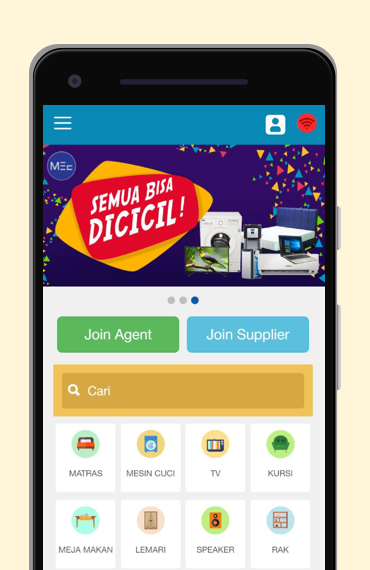 MEC
SEMUA BISA
DICICIL!
Join Agent
Join Supplier
Cari
MATRAS
MESIN CUCI
TV
KURSI
MEJA MAKAN
LEMARI
SPEAKER
RAK